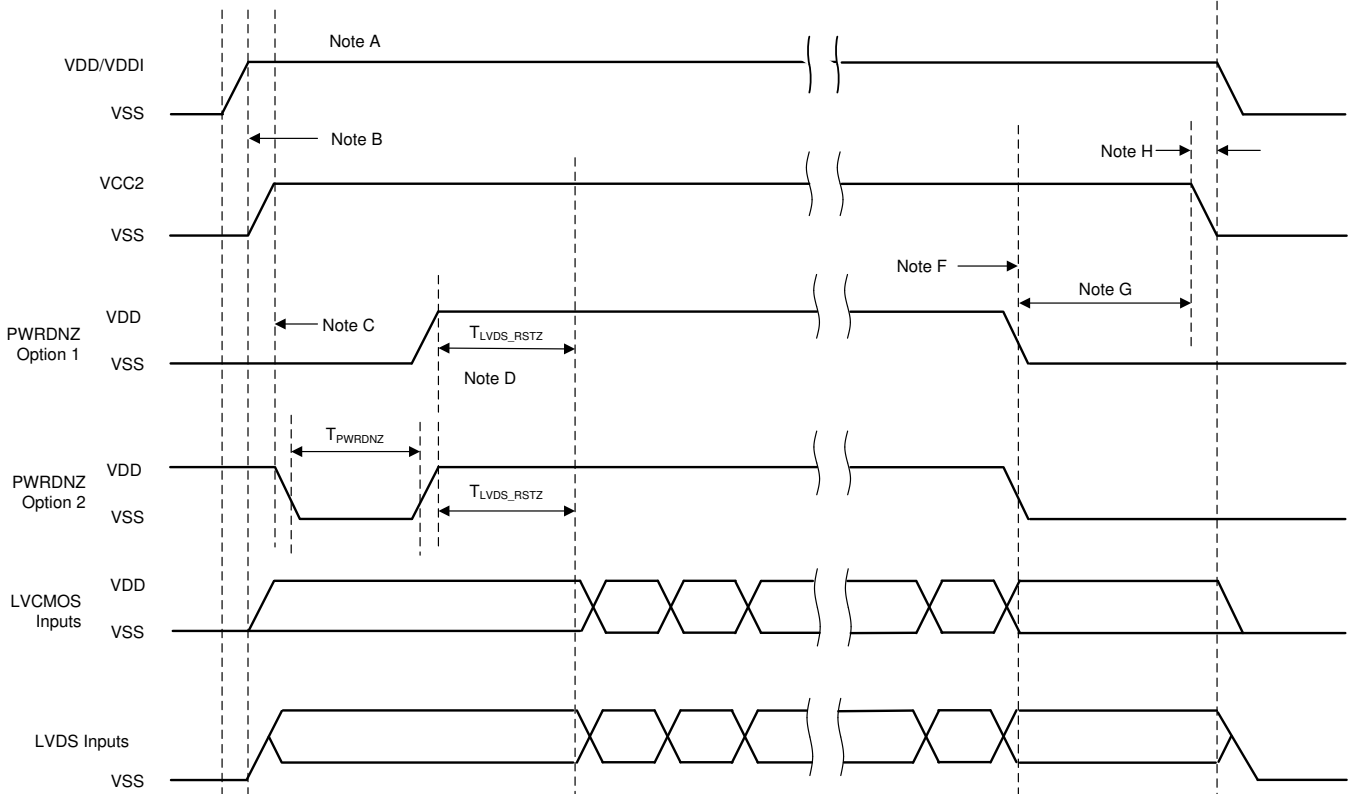 Note A
VDD/VDDI
VSS
Note B
Note H
VCC2
VSS
Note F
Note G
PWRDNZ
Option 1
VDD
Note C
T_LVDS_RSTZ
VSS
Note D
T_PWRDNZ
PWRDNZ
Option 2
VDD
T_LVDS_RSTZ
VSS
LVCMOS
Inputs
VDD
VSS
LVDS Inputs
VSS